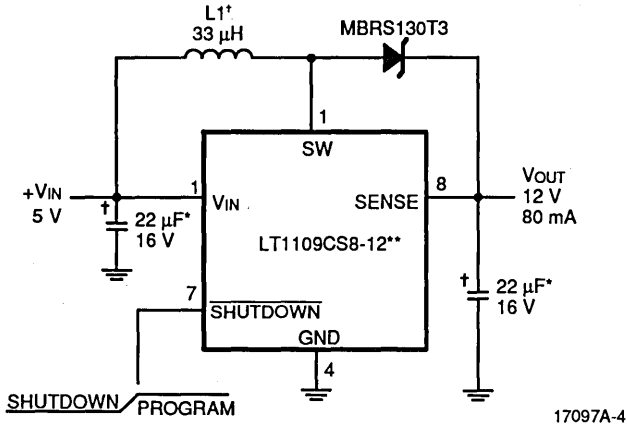 L1†
33 µH
MBRS130T3
1
SW
+VIN
5 V
1
VIN
SENSE
8
VOUT
12 V
80 mA
†
22 µF*
16 V
LT1109CS8-12**
7
SHUTDOWN
†
22 µF*
16 V
GND
4
SHUTDOWN
PROGRAM
17097A-4